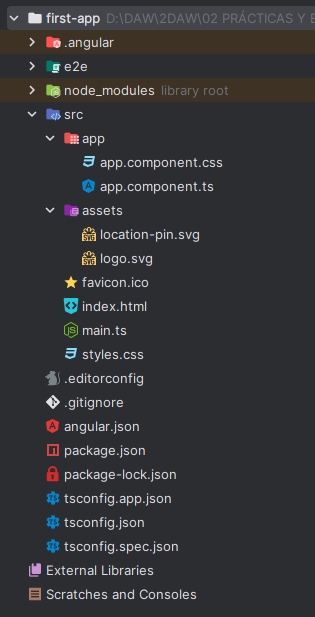 first-app D:\DAW\2DAW\02 PRÁCTICAS Y E
.angular
e2e
node_modules library root
src
app
app.component.css
app.component.ts
assets
location-pin.svg
logo.svg
favicon.ico
index.html
main.ts
styles.css
.editorconfig
.gitignore
angular.json
package.json
package-lock.json
tsconfig.app.json
tsconfig.json
tsconfig.spec.json
External Libraries
Scratches and Consoles